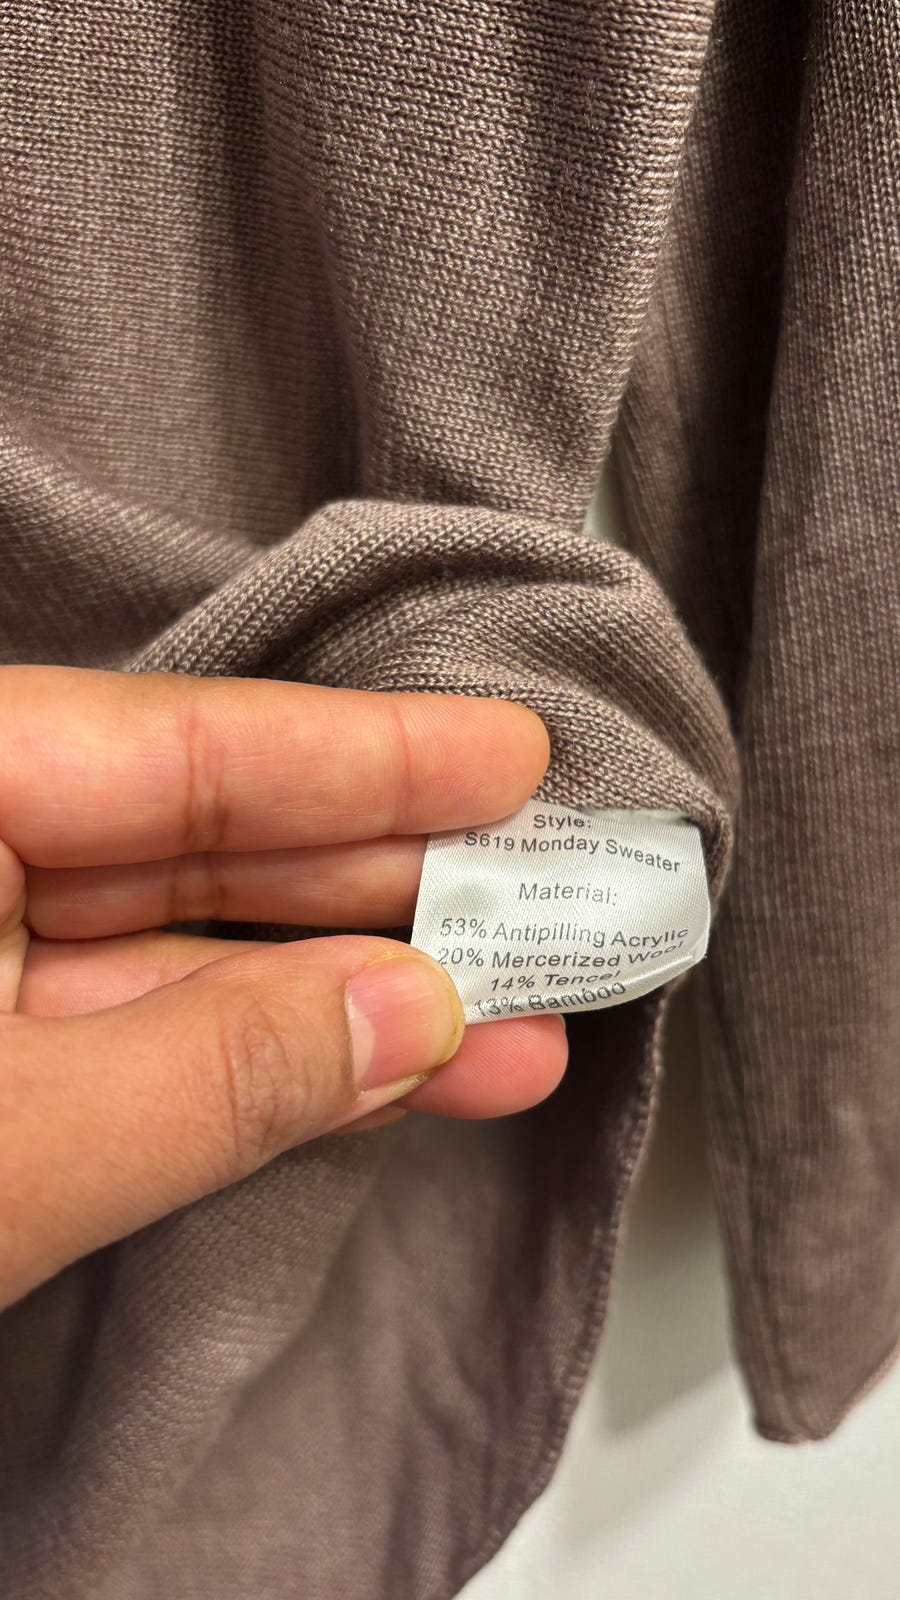 Style:
S619 Monday Sweater
Material:
53% Antipilling Acrylic
20% Mercerized Wool
14% Tencel
13% Bamboo